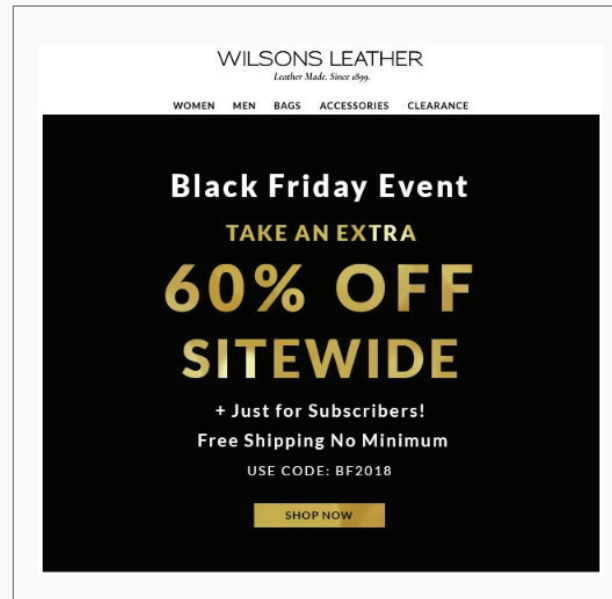 WILSONS LEATHER
Leather Made. Since 1899.
WOMEN MEN BAGS ACCESSORIES CLEARANCE
Black Friday Event
TAKE AN EXTRA
60% OFF
SITEWIDE
+ Just for Subscribers!
Free Shipping No Minimum
USE CODE: BF2018
SHOP NOW